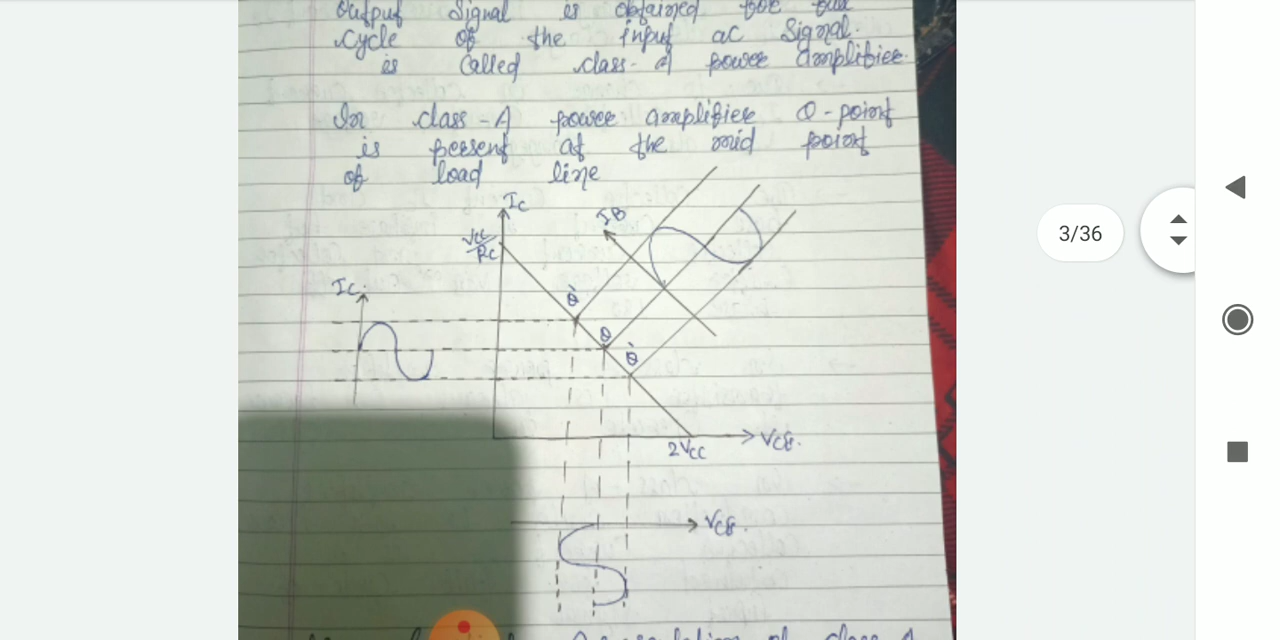 Output Signal is obtained for full
Cycle of the input ac Signal.
is Called class-A power amplifier.
In class-A power amplifier Q-point
is persent at the mid point
of load line
Ic
Vcc/Rc
IB
Ic
Q'
Q
Q'
2Vcc
VCE.
VCE.
3/36